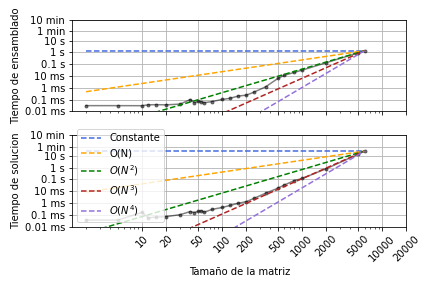 Tiempo de ensamblado
10 min
1 min
10 s
1 s
0.1 s
10 ms
1 ms
0.1 ms
0.01 ms
Tiempo de solucion
10 min
1 min
10 s
1 s
0.1 s
10 ms
1 ms
0.1 ms
0.01 ms
Constante
O(N)
O(N²)
O(N³)
O(N⁴)
10
20
50
100
200
500
1000
2000
5000
10000
20000
Tamaño de la matriz